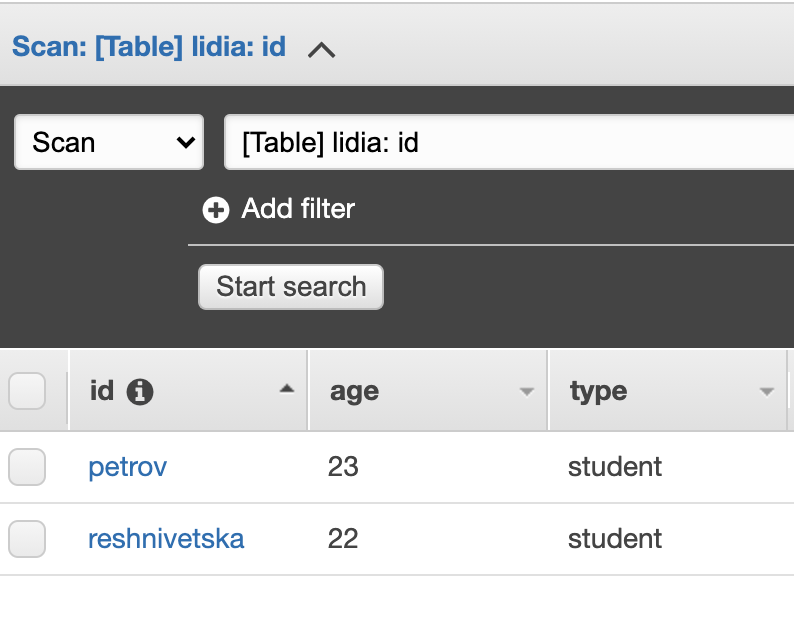 Scan: [Table] lidia: id
Scan [Table] lidia: id
Add filter
Start search
id age type
petrov 23 student
reshnivetska 22 student